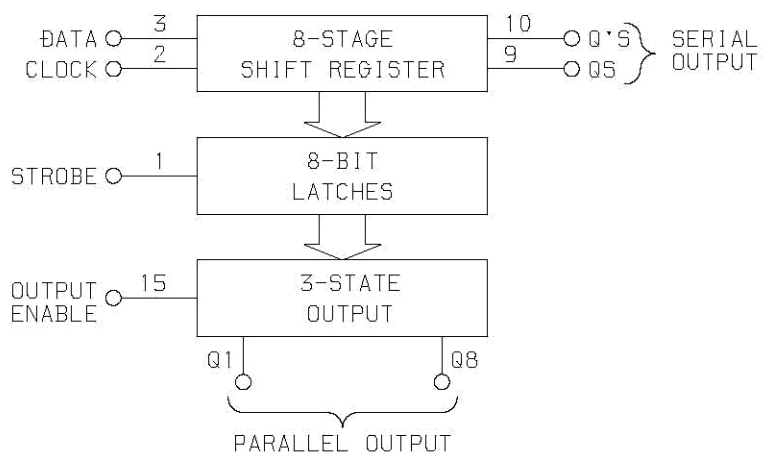 DATA 3 8-STAGE 10 Q'S SERIAL
CLOCK 2 SHIFT REGISTER 9 QS OUTPUT
STROBE 1 8-BIT
LATCHES
OUTPUT 15 3-STATE
ENABLE OUTPUT
Q1 Q8
PARALLEL OUTPUT